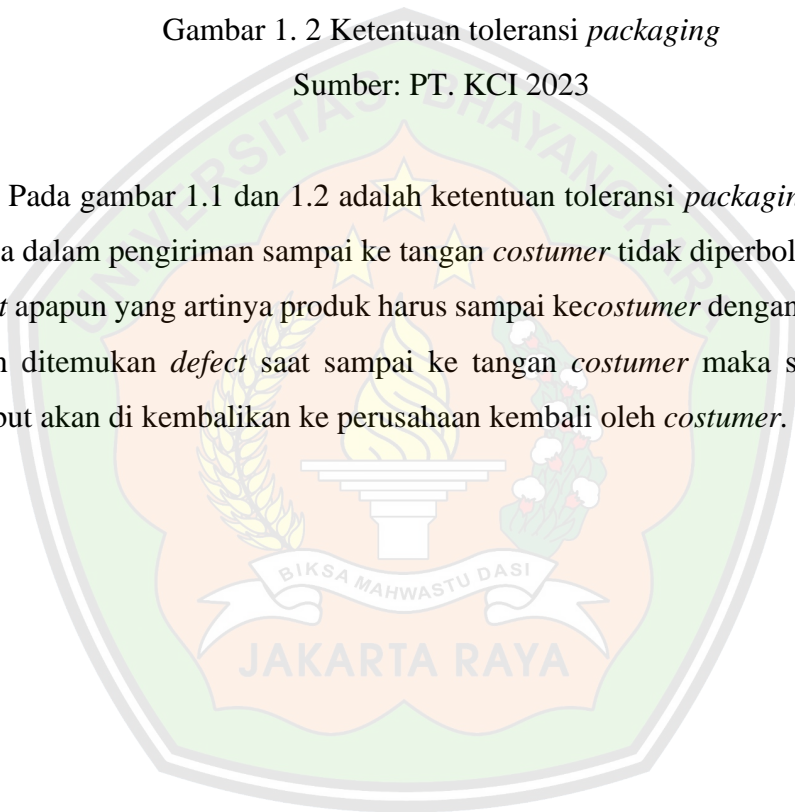 Gambar 1. 2 Ketentuan toleransi packaging
Sumber: PT. KCI 2023
UNIVERSITAS BHAYANGKARA
Pada gambar 1.1 dan 1.2 adalah ketentuan toleransi
dalam pengiriman sampai ke tangan costumer tidak
apapun yang artinya produk harus sampai kecostumer dengan
ditemukan defect saat sampai ke tangan costumer maka
akan di kembalikan ke perusahaan kembali oleh costumer.
BIKSA MAHWASTU DASI
JAKARTA RAYA